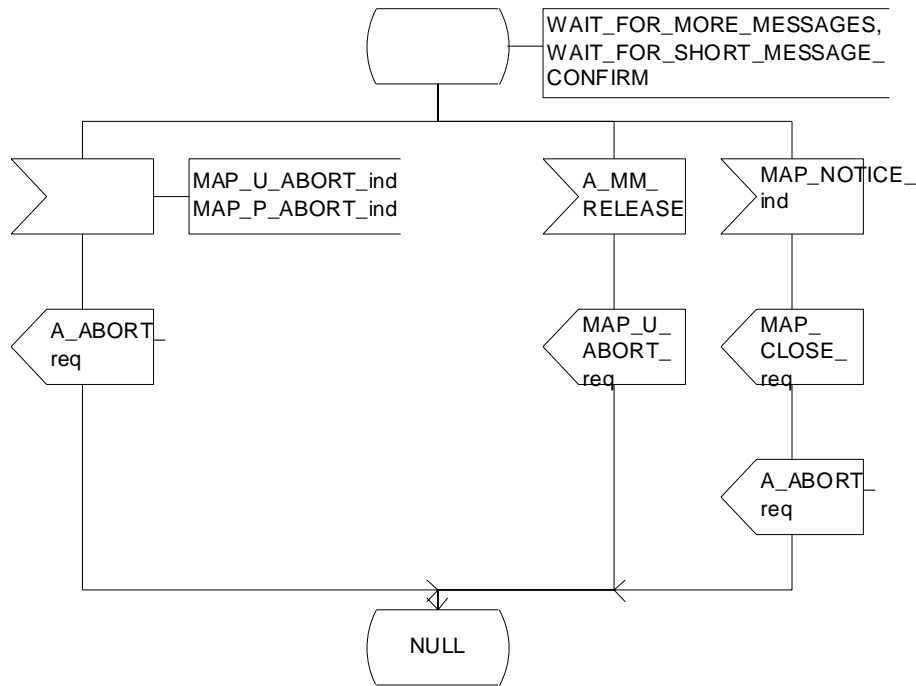 WAIT_FOR_MORE_MESSAGES,
WAIT_FOR_SHORT_MESSAGE_
CONFIRM
MAP_U_ABORT_ind
MAP_P_ABORT_ind
A_MM_
RELEASE
MAP_NOTICE_
ind
A_ABORT_
req
MAP_U_
ABORT_
req
MAP_
CLOSE_
req
A_ABORT_
req
NULL